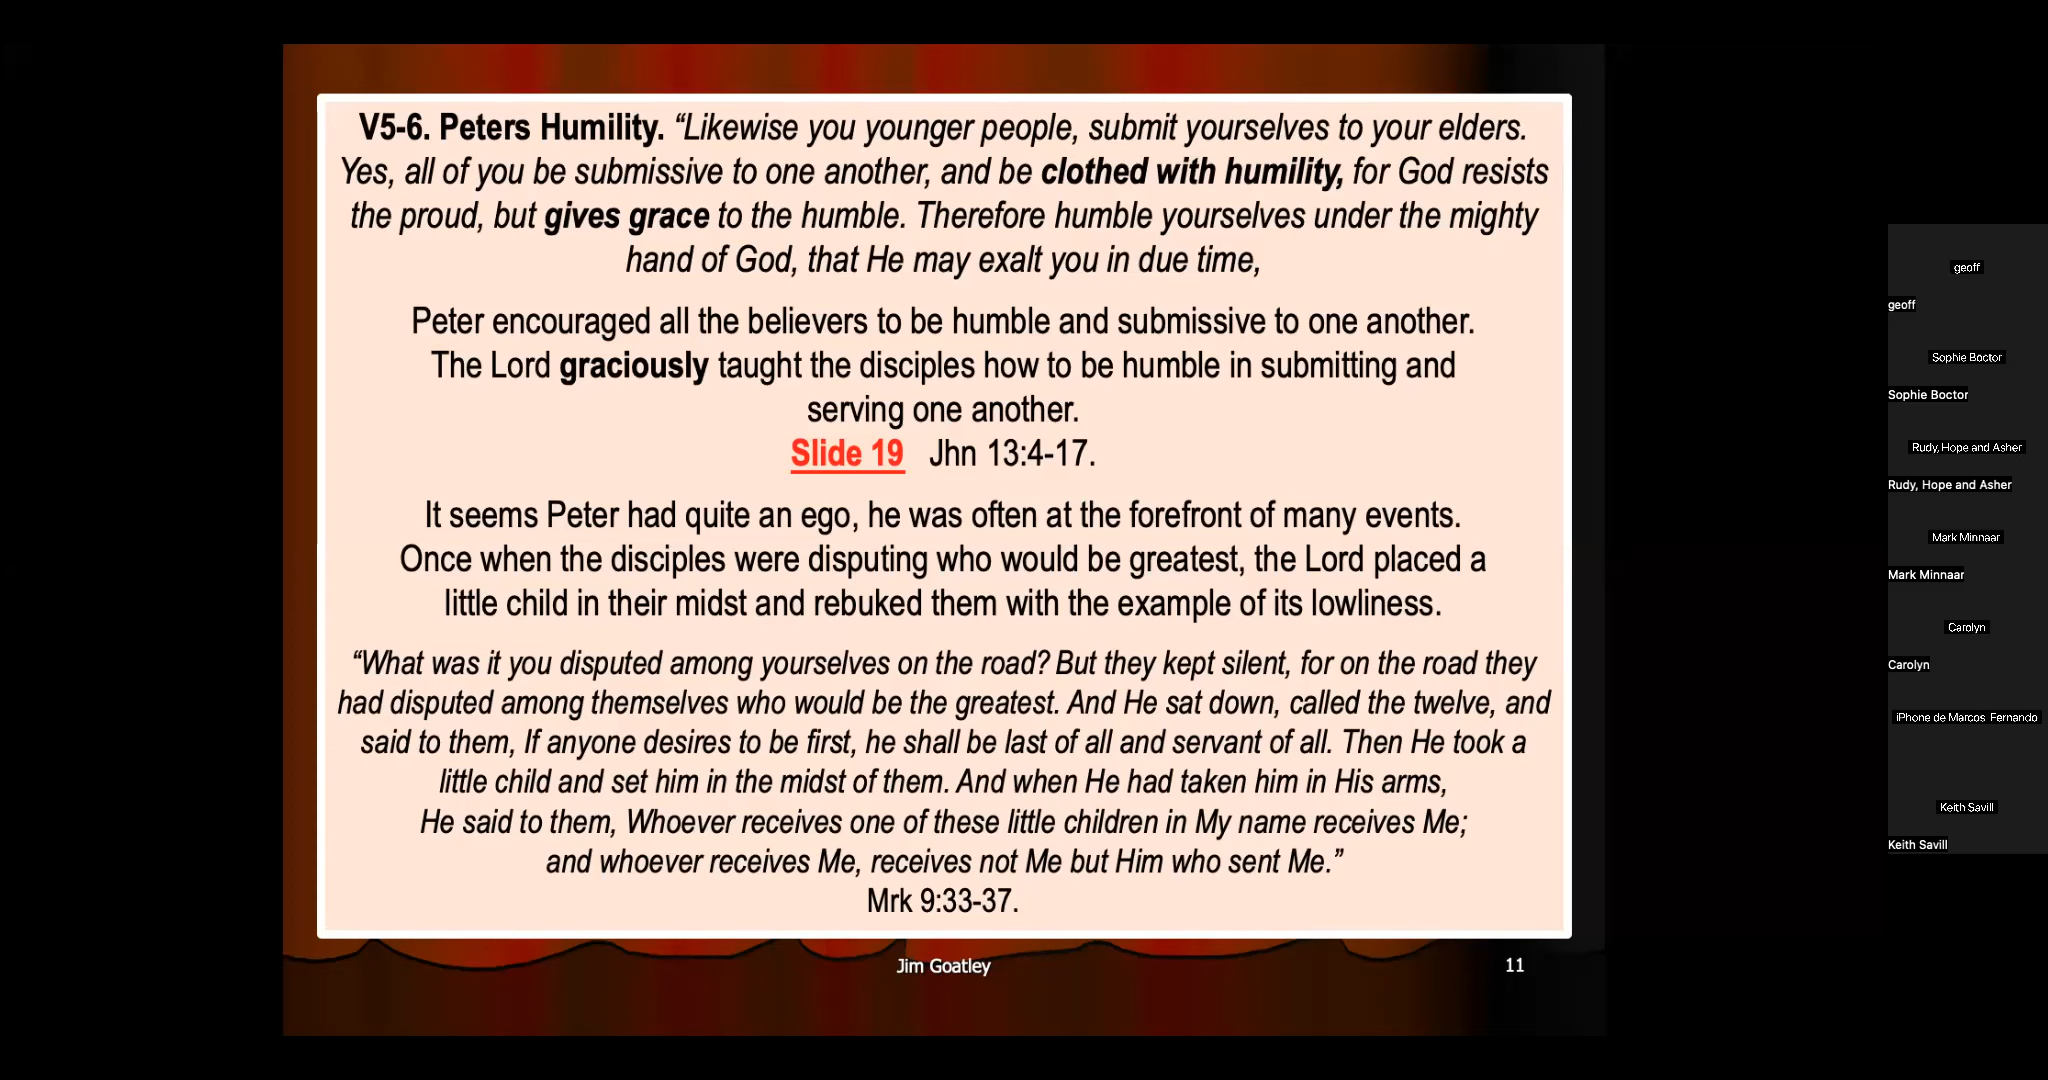 V5-6. Peters Humility. “Likewise you younger people, submit yourselves to your elders.
Yes, all of you be submissive to one another, and be clothed with humility, for God resists
the proud, but gives grace to the humble. Therefore humble yourselves under the mighty
hand of God, that He may exalt you in due time,
Peter encouraged all the believers to be humble and submissive to one another.
The Lord graciously taught the disciples how to be humble in submitting and
serving one another.
Slide 19 Jhn 13:4-17.
It seems Peter had quite an ego, he was often at the forefront of many events.
Once when the disciples were disputing who would be greatest, the Lord placed a
little child in their midst and rebuked them with the example of its lowliness.
“What was it you disputed among yourselves on the road? But they kept silent, for on the road they
had disputed among themselves who would be the greatest. And He sat down, called the twelve, and
said to them, If anyone desires to be first, he shall be last of all and servant of all. Then He took a
little child and set him in the midst of them. And when He had taken him in His arms,
He said to them, Whoever receives one of these little children in My name receives Me;
and whoever receives Me, receives not Me but Him who sent Me.”
Mrk 9:33-37.
Jim Goatley
11
geoff
geoff
Sophie Boctor
Sophie Boctor
Rudy, Hope and Asher
Rudy, Hope and Asher
Mark Minnaar
Mark Minnaar
Carolyn
Carolyn
iPhone de Marcos Fernando
Keith Savill
Keith Savill